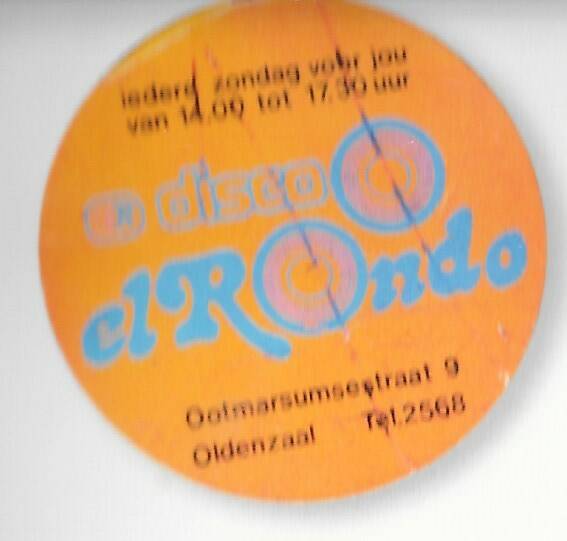 iedere zondag voor jou
van 14.00 tot 17.30 uur
disco
elRondo
Ootmarsumsestraat 9
Oldenzaal Tel.2568